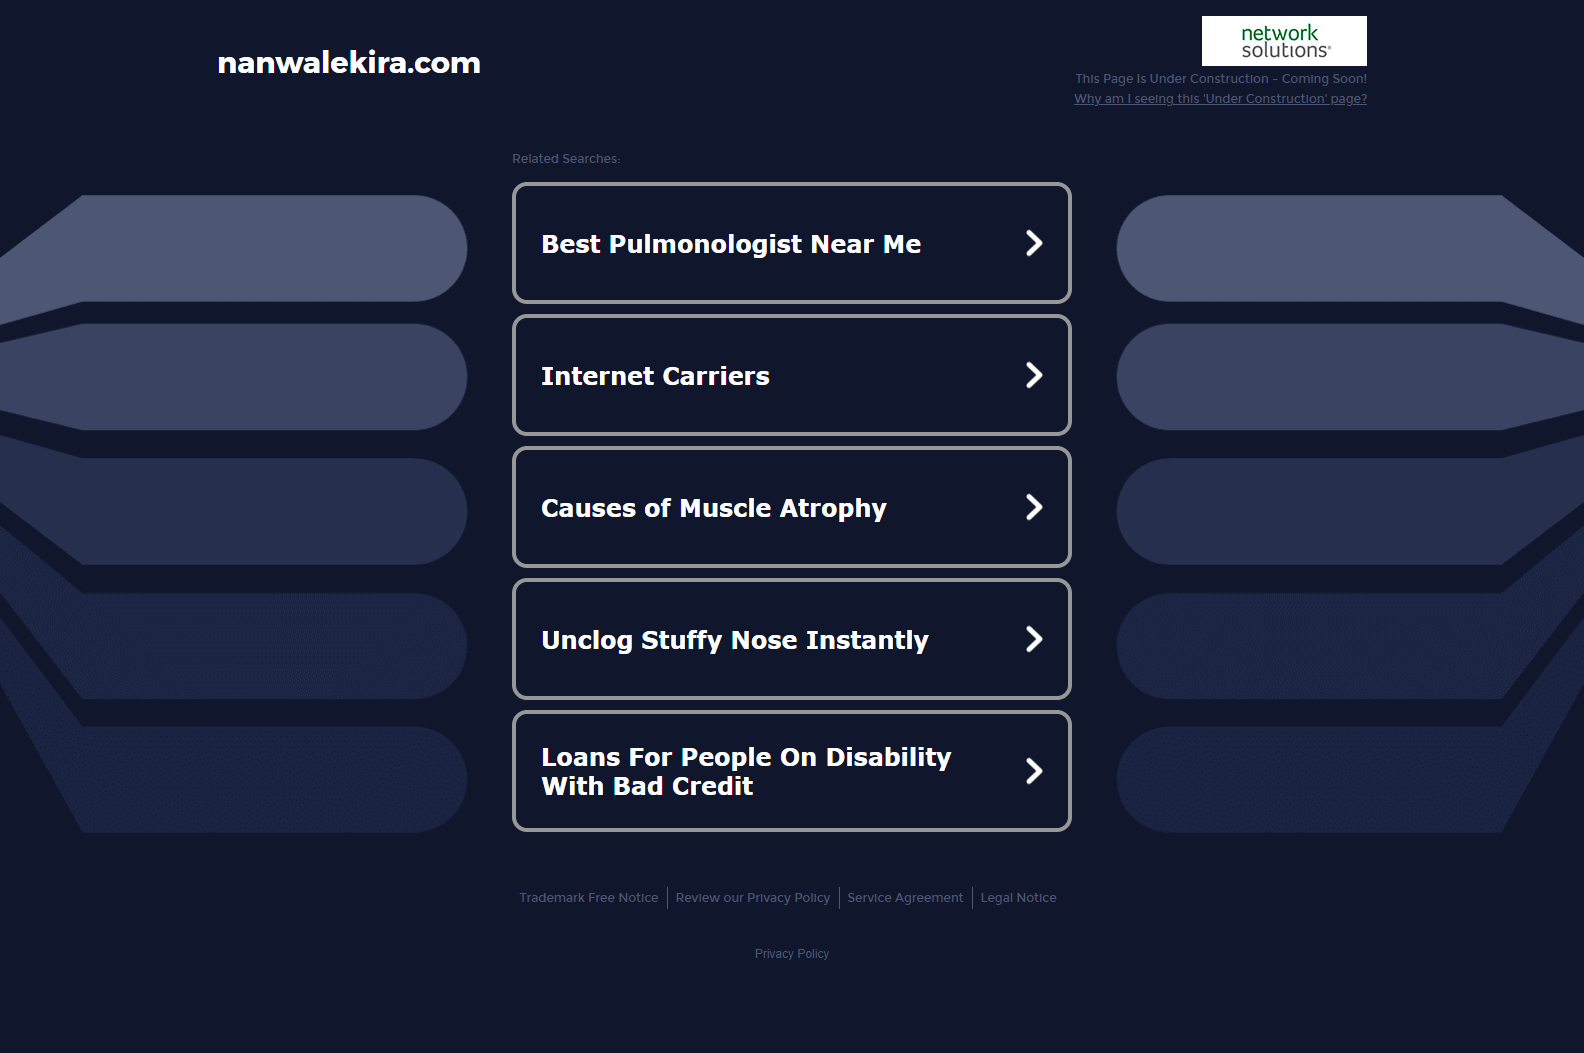 nanwalekira.com
network
solutions®
This Page Is Under Construction - Coming Soon!
Why am I seeing this 'Under Construction' page?
Related Searches:
Best Pulmonologist Near Me
Internet Carriers
Causes of Muscle Atrophy
Unclog Stuffy Nose Instantly
Loans For People On Disability
With Bad Credit
Trademark Free Notice Review our Privacy Policy Service Agreement Legal Notice
Privacy Policy